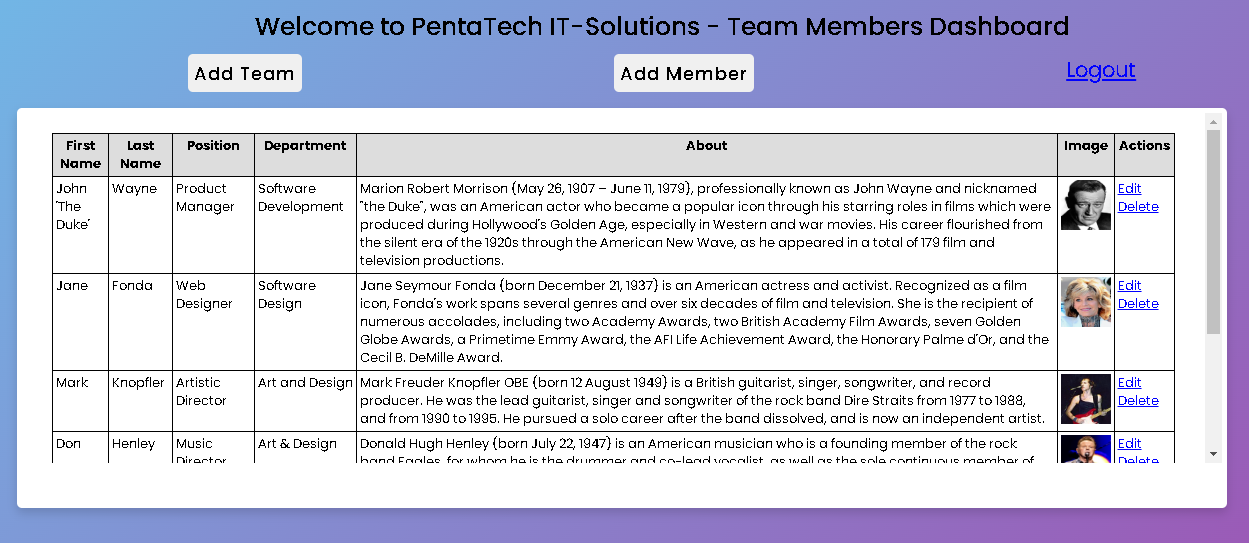 Welcome to PentaTech IT-Solutions - Team Members Dashboard
Add Team
Add Member
Logout
First Name
Last Name
Position
Department
About
Image
Actions
John 'The Duke'
Wayne
Product Manager
Software Development
Marion Robert Morrison (May 26, 1907 – June 11, 1979), professionally known as John Wayne and nicknamed
"the Duke", was an American actor who became a popular icon through his starring roles in films which were
produced during Hollywood's Golden Age, especially in Western and war movies. His career flourished from
the silent era of the 1920s through the American New Wave, as he appeared in a total of 179 film and
television productions.
Edit
Delete
Jane
Fonda
Web Designer
Software Design
Jane Seymour Fonda (born December 21, 1937) is an American actress and activist. Recognized as a film
icon, Fonda's work spans several genres and over six decades of film and television. She is the recipient of
numerous accolades, including two Academy Awards, two British Academy Film Awards, seven Golden
Globe Awards, a Primetime Emmy Award, the AFI Life Achievement Award, the Honorary Palme d'Or, and the
Cecil B. DeMille Award.
Edit
Delete
Mark
Knopfler
Artistic Director
Art and Design
Mark Freuder Knopfler OBE (born 12 August 1949) is a British guitarist, singer, songwriter, and record
producer. He was the lead guitarist, singer and songwriter of the rock band Dire Straits from 1977 to 1988,
and from 1990 to 1995. He pursued a solo career after the band dissolved, and is now an independent artist.
Edit
Delete
Don
Henley
Music Director
Art & Design
Donald Hugh Henley (born July 22, 1947) is an American musician who is a founding member of the rock
band Eagles, for whom he is the drummer and co-lead vocalist, as well as the sole continuous member of
Edit
Delete